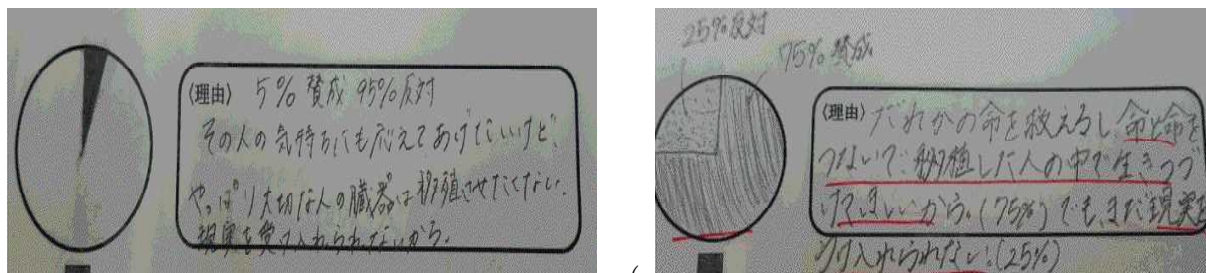 (理由) 5% 賛成 95%反対
その人の気持ちにも応えてあげたいけど、
やっぱり大切な人の臓器は移植させたくない。
現実を受け入れられないから。
25%反対
75%賛成
(理由) だれかの命を救えるし、命と命を
つないで、移植した人の中で生きつづ
けてほしいから。(75%) でも、まだ現実を
受け入れられない。(25%)